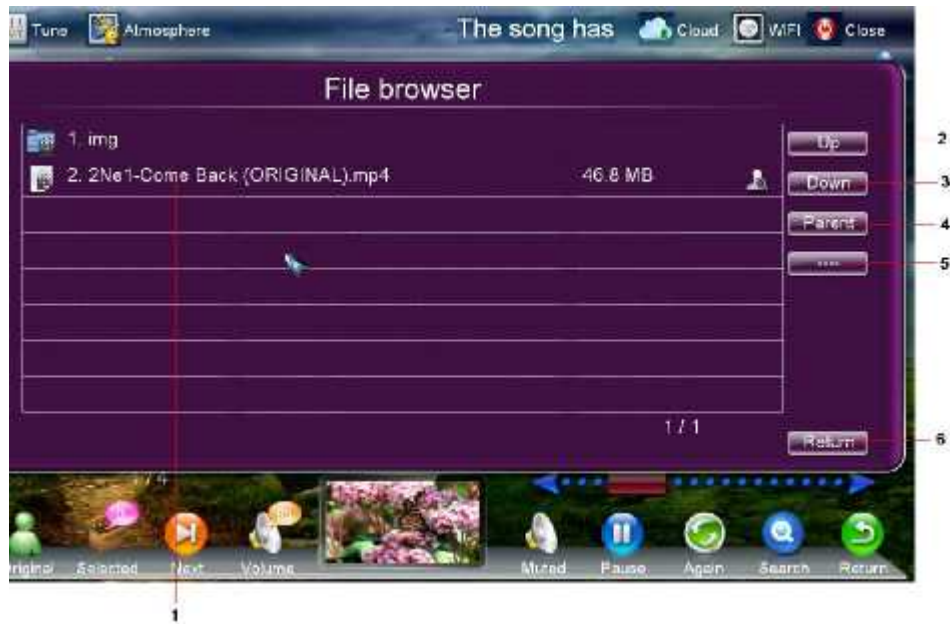 Tune Atmosphere The song has Cloud WIFI Close
File browser
1. img
2. 2Ne1-Come Back (ORIGINAL).mp4 46.8 MB
Up 2
Down 3
Parent 4
---- 5
1 / 1
Return 6
Original Selected Next Volume Muted Pause Again Search Return
1